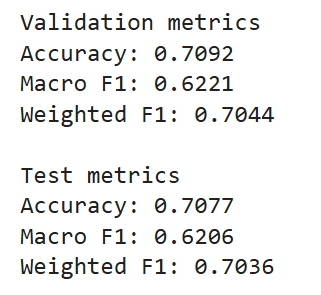 Validation metrics
Accuracy: 0.7092
Macro F1: 0.6221
Weighted F1: 0.7044
Test metrics
Accuracy: 0.7077
Macro F1: 0.6206
Weighted F1: 0.7036